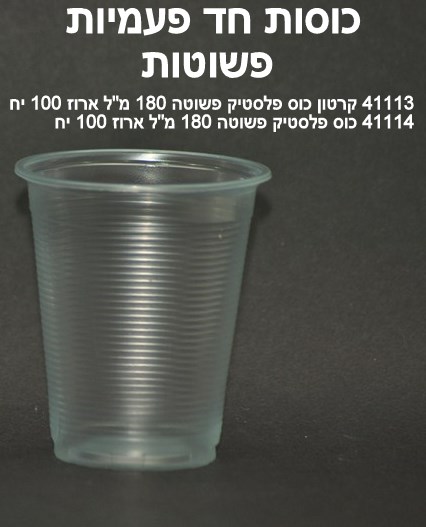 כוסות חד פעמיות
פשוטות
41113 קרטון כוס פלסטיק פשוטה 180 מ"ל ארוז 100 יח
41114 כוס פלסטיק פשוטה 180 מ"ל ארוז 100 יח